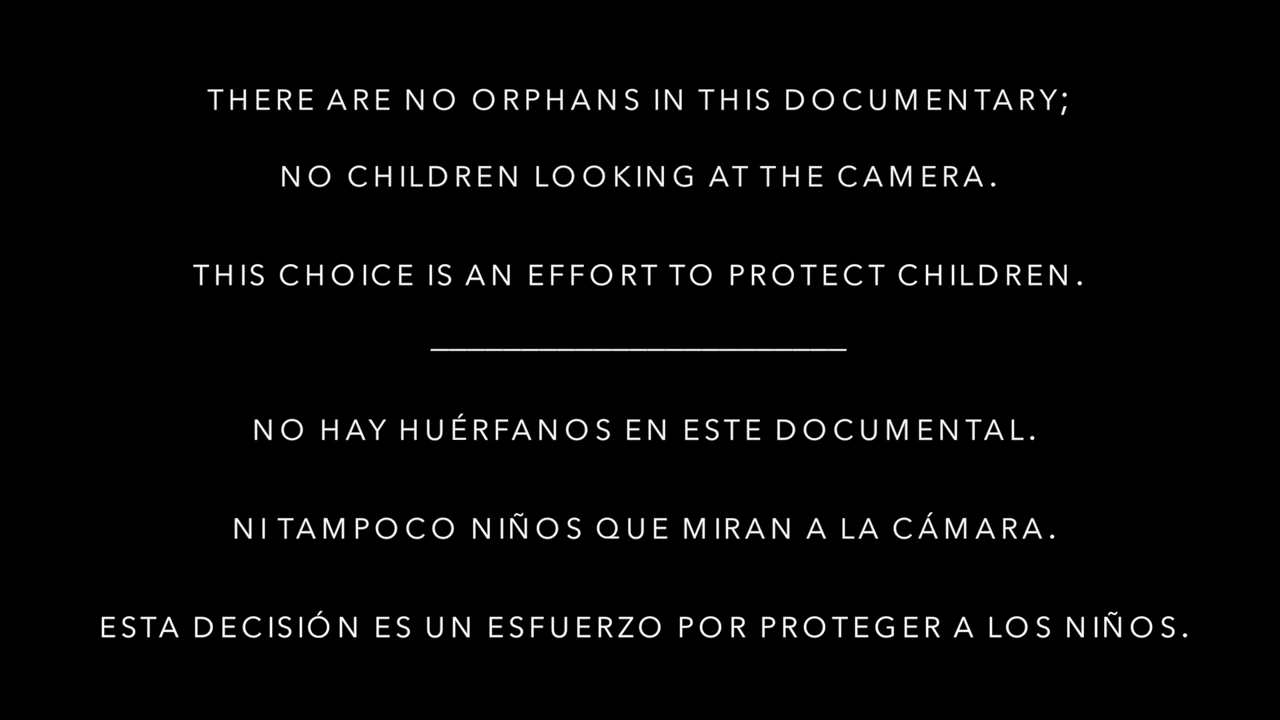 THERE ARE NO ORPHANS IN THIS DOCUMENTARY;
NO CHILDREN LOOKING AT THE CAMERA.
THIS CHOICE IS AN EFFORT TO PROTECT CHILDREN.
NO HAY HUÉRFANOS EN ESTE DOCUMENTAL.
NI TAMPOCO NIÑOS QUE MIRAN A LA CÁMARA.
ESTA DECISIÓN ES UN ESFUERZO POR PROTEGER A LOS NIÑOS.